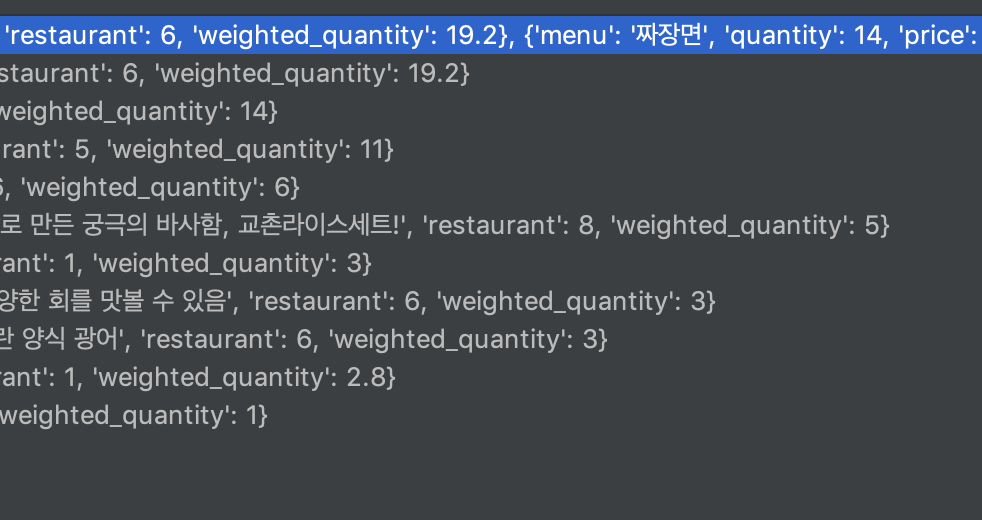 'restaurant': 6, 'weighted_quantity': 19.2}, {'menu': '짜장면', 'quantity': 14, 'price':
staurant': 6, 'weighted_quantity': 19.2}
weighted_quantity': 14}
rant': 5, 'weighted_quantity': 11}
, 'weighted_quantity': 6}
로 만든 궁극의 바사함, 교촌라이스세트!', 'restaurant': 8, 'weighted_quantity': 5}
rant': 1, 'weighted_quantity': 3}
양한 회를 맛볼 수 있음', 'restaurant': 6, 'weighted_quantity': 3}
란 양식 광어', 'restaurant': 6, 'weighted_quantity': 3}
rant': 1, 'weighted_quantity': 2.8}
weighted_quantity': 1}